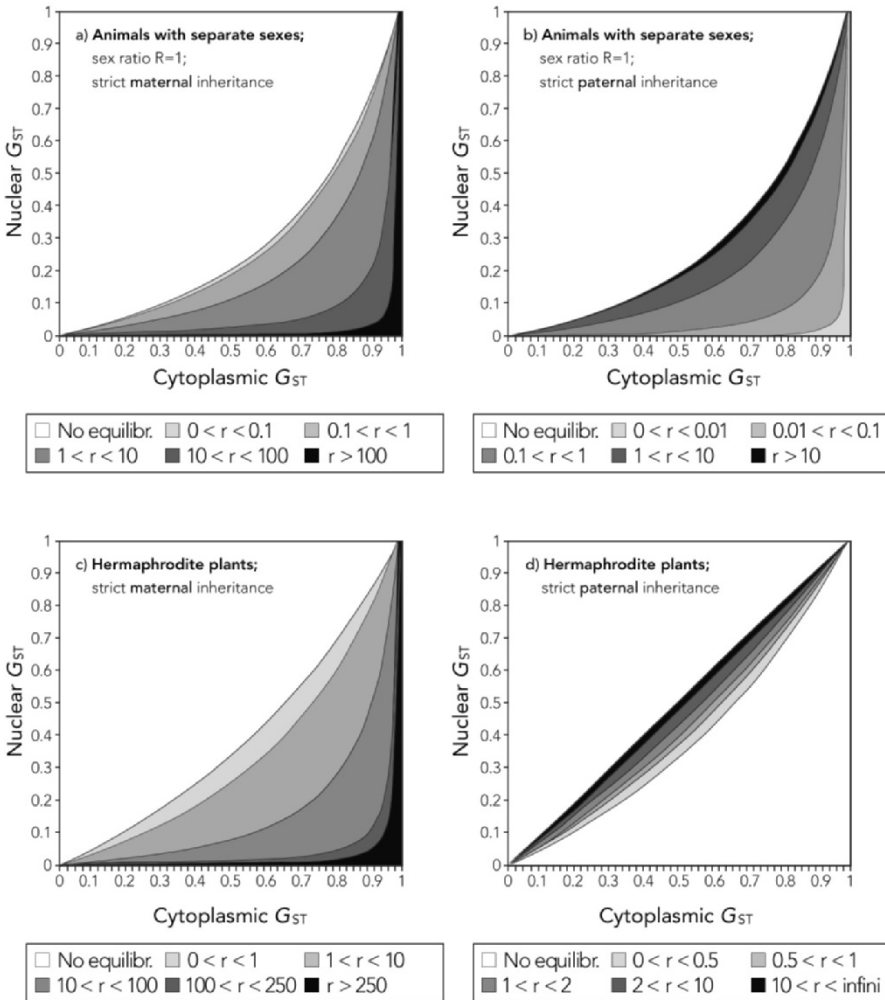 a) Animals with separate sexes;
sex ratio R=1;
strict maternal inheritance
Nuclear GST
1
0.9
0.8
0.7
0.6
0.5
0.4
0.3
0.2
0.1
0
0 0.1 0.2 0.3 0.4 0.5 0.6 0.7 0.8 0.9 1
Cytoplasmic GST
No equilibr. 0 < r < 0.1 0.1 < r < 1
1 < r < 10 10 < r < 100 r > 100
b) Animals with separate sexes;
sex ratio R=1;
strict paternal inheritance
Nuclear GST
1
0.9
0.8
0.7
0.6
0.5
0.4
0.3
0.2
0.1
0
0 0.1 0.2 0.3 0.4 0.5 0.6 0.7 0.8 0.9 1
Cytoplasmic GST
No equilibr. 0 < r < 0.01 0.01 < r < 0.1
0.1 < r < 1 1 < r < 10 r > 10
c) Hermaphrodite plants;
strict maternal inheritance
Nuclear GST
1
0.9
0.8
0.7
0.6
0.5
0.4
0.3
0.2
0.1
0
0 0.1 0.2 0.3 0.4 0.5 0.6 0.7 0.8 0.9 1
Cytoplasmic GST
No equilibr. 0 < r < 1 1 < r < 10
10 < r < 100 100 < r < 250 r > 250
d) Hermaphrodite plants;
strict paternal inheritance
Nuclear GST
1
0.9
0.8
0.7
0.6
0.5
0.4
0.3
0.2
0.1
0
0 0.1 0.2 0.3 0.4 0.5 0.6 0.7 0.8 0.9 1
Cytoplasmic GST
No equilibr. 0 < r < 0.5 0.5 < r < 1
1 < r < 2 2 < r < 10 10 < r < infini